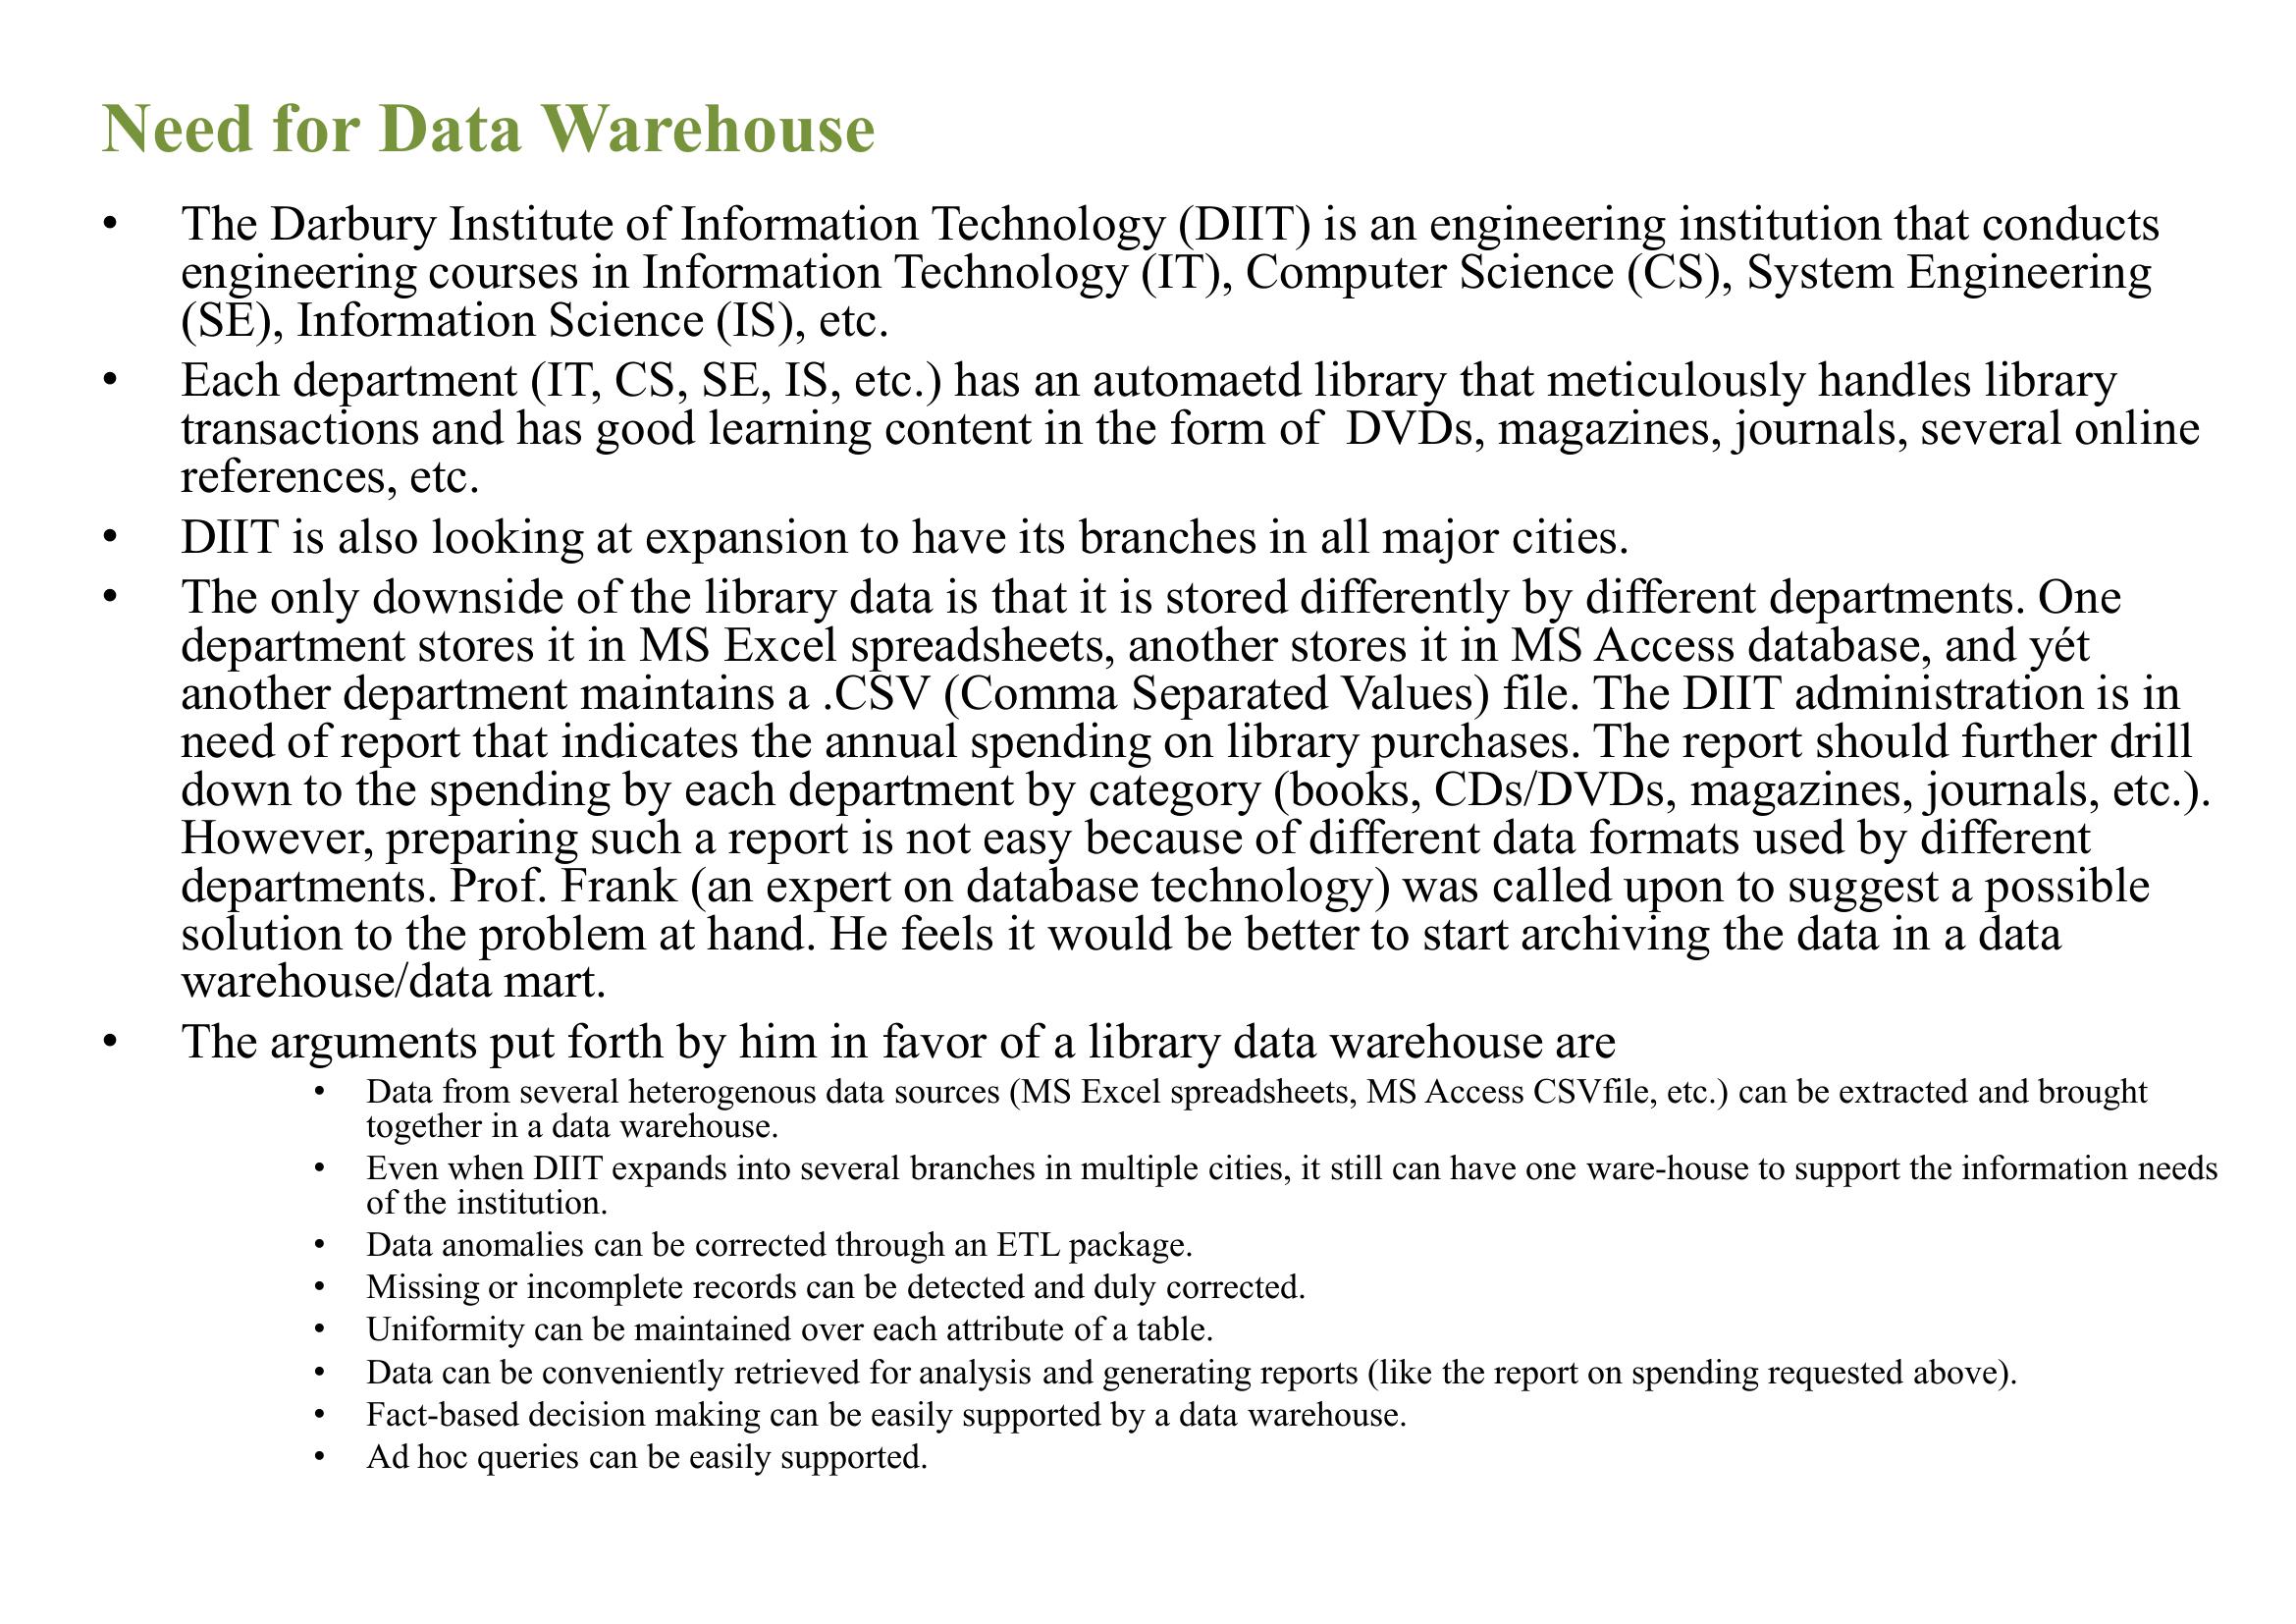 Need for Data Warehouse
• The Darbury Institute of Information Technology (DIIT) is an engineering institution that conducts
engineering courses in Information Technology (IT), Computer Science (CS), System Engineering
(SE), Information Science (IS), etc.
• Each department (IT, CS, SE, IS, etc.) has an automaetd library that meticulously handles library
transactions and has good learning content in the form of  DVDs, magazines, journals, several online
references, etc.
• DIIT is also looking at expansion to have its branches in all major cities.
• The only downside of the library data is that it is stored differently by different departments. One
department stores it in MS Excel spreadsheets, another stores it in MS Access database, and yét
another department maintains a .CSV (Comma Separated Values) file. The DIIT administration is in
need of report that indicates the annual spending on library purchases. The report should further drill
down to the spending by each department by category (books, CDs/DVDs, magazines, journals, etc.).
However, preparing such a report is not easy because of different data formats used by different
departments. Prof. Frank (an expert on database technology) was called upon to suggest a possible
solution to the problem at hand. He feels it would be better to start archiving the data in a data
warehouse/data mart.
• The arguments put forth by him in favor of a library data warehouse are
• Data from several heterogenous data sources (MS Excel spreadsheets, MS Access CSVfile, etc.) can be extracted and brought
together in a data warehouse.
• Even when DIIT expands into several branches in multiple cities, it still can have one ware-house to support the information needs
of the institution.
• Data anomalies can be corrected through an ETL package.
• Missing or incomplete records can be detected and duly corrected.
• Uniformity can be maintained over each attribute of a table.
• Data can be conveniently retrieved for analysis and generating reports (like the report on spending requested above).
• Fact-based decision making can be easily supported by a data warehouse.
• Ad hoc queries can be easily supported.